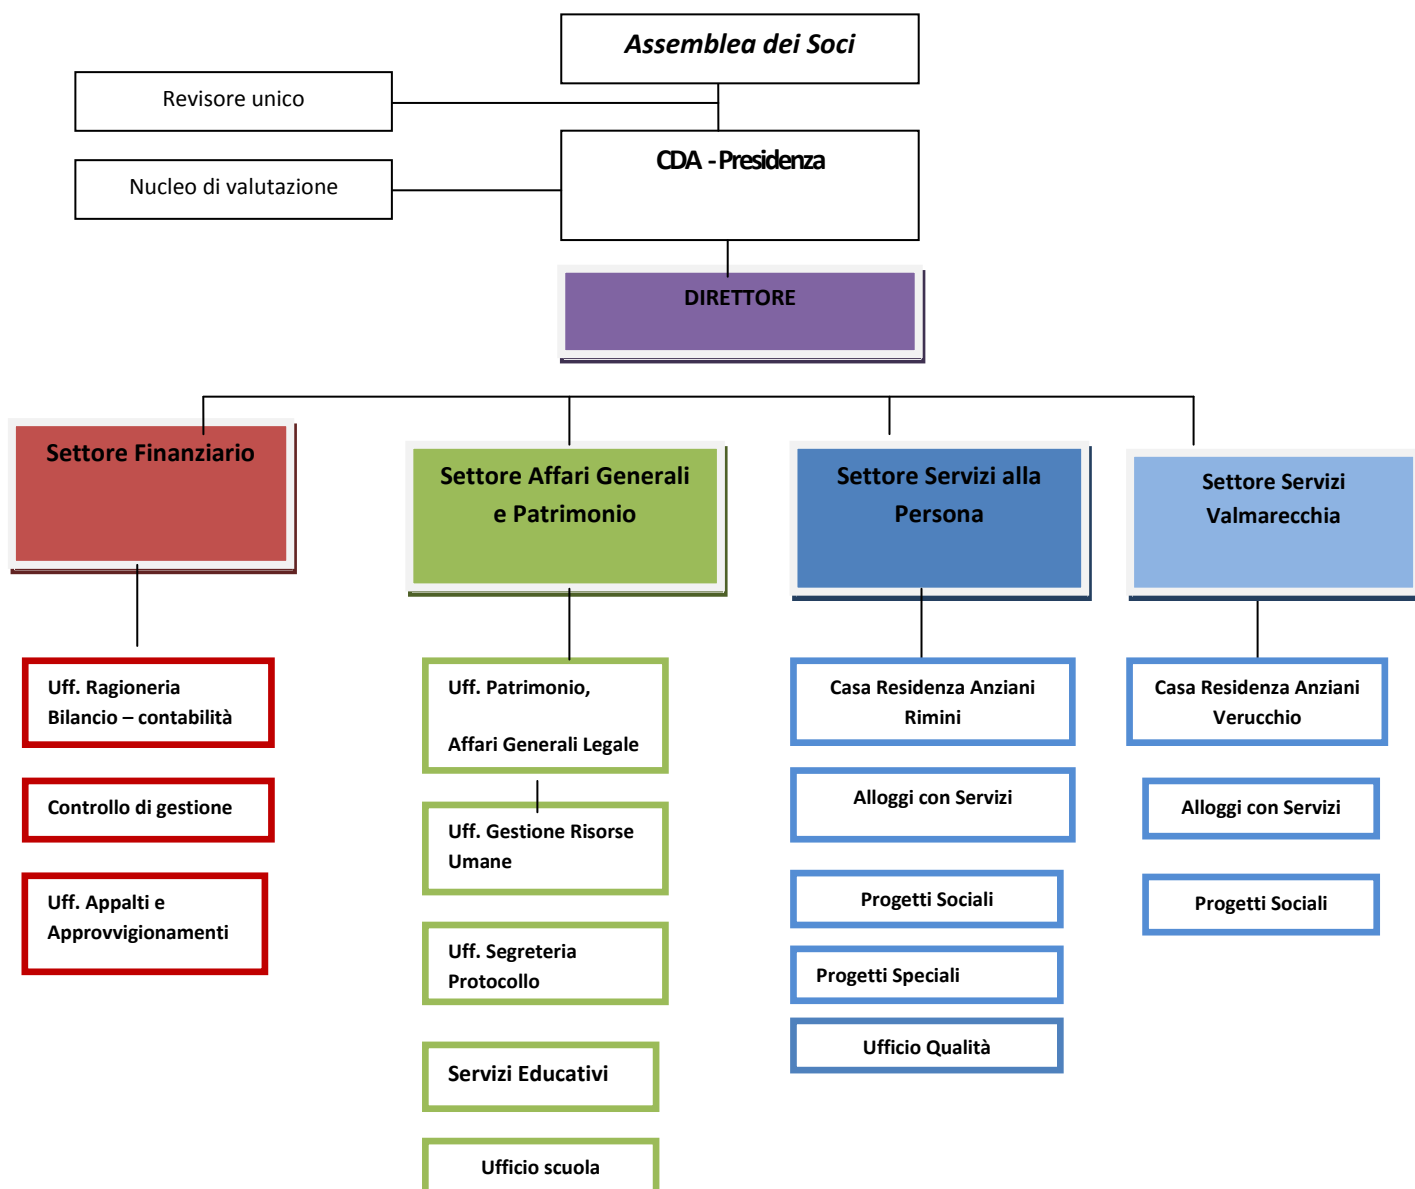 Assemblea dei Soci
Revisore unico
CDA - Presidenza
Nucleo di valutazione
DIRETTORE
Settore Finanziario
Settore Affari Generali
e Patrimonio
Settore Servizi alla
Persona
Settore Servizi
Valmarecchia
Uff. Ragioneria
Bilancio – contabilità
Controllo di gestione
Uff. Appalti e
Approvvigionamenti
Uff. Patrimonio,
Affari Generali Legale
Uff. Gestione Risorse
Umane
Uff. Segreteria
Protocollo
Servizi Educativi
Ufficio scuola
Casa Residenza Anziani
Rimini
Alloggi con Servizi
Progetti Sociali
Progetti Speciali
Ufficio Qualità
Casa Residenza Anziani
Verucchio
Alloggi con Servizi
Progetti Sociali